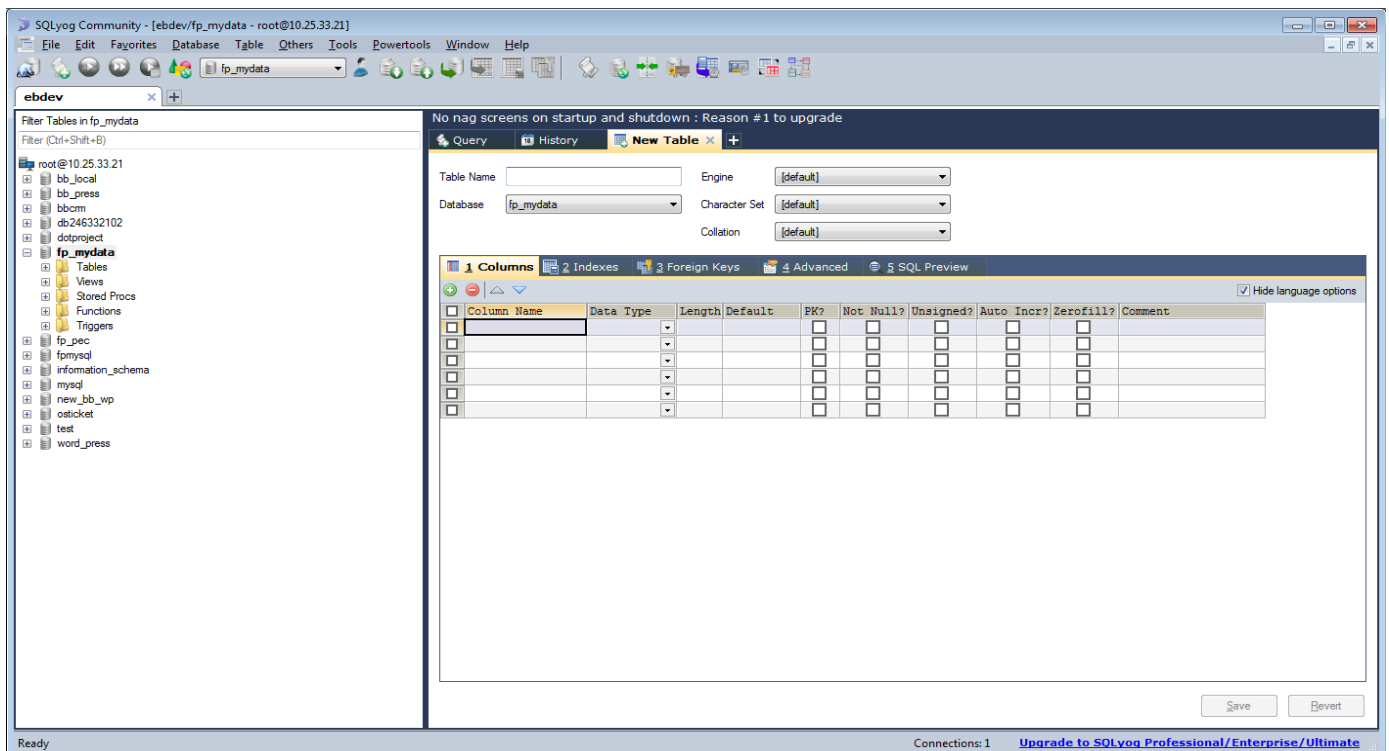 SQLyog Community - [ebdev/fp_mydata - root@10.25.33.21]
File Edit Favorites Database Table Others Tools Powertools Window Help
fp_mydata
ebdev
Filter Tables in fp_mydata
Filter (Ctrl+Shift+B)
root@10.25.33.21
bb_local
bb_press
bbcrm
db246332102
dotproject
fp_mydata
Tables
Views
Stored Procs
Functions
Triggers
fp_pec
fpmysql
information_schema
mysql
new_bb_wp
osticket
test
word_press
No nag screens on startup and shutdown : Reason #1 to upgrade
Query History New Table
Table Name Engine [default]
Database fp_mydata Character Set [default]
Collation [default]
1 Columns 2 Indexes 3 Foreign Keys 4 Advanced 5 SQL Preview
Hide language options
Column Name Data Type Length Default PK? Not Null? Unsigned? Auto Incr? Zerofill? Comment
Save Revert
Ready Connections: 1 Upgrade to SQLyog Professional/Enterprise/Ultimate